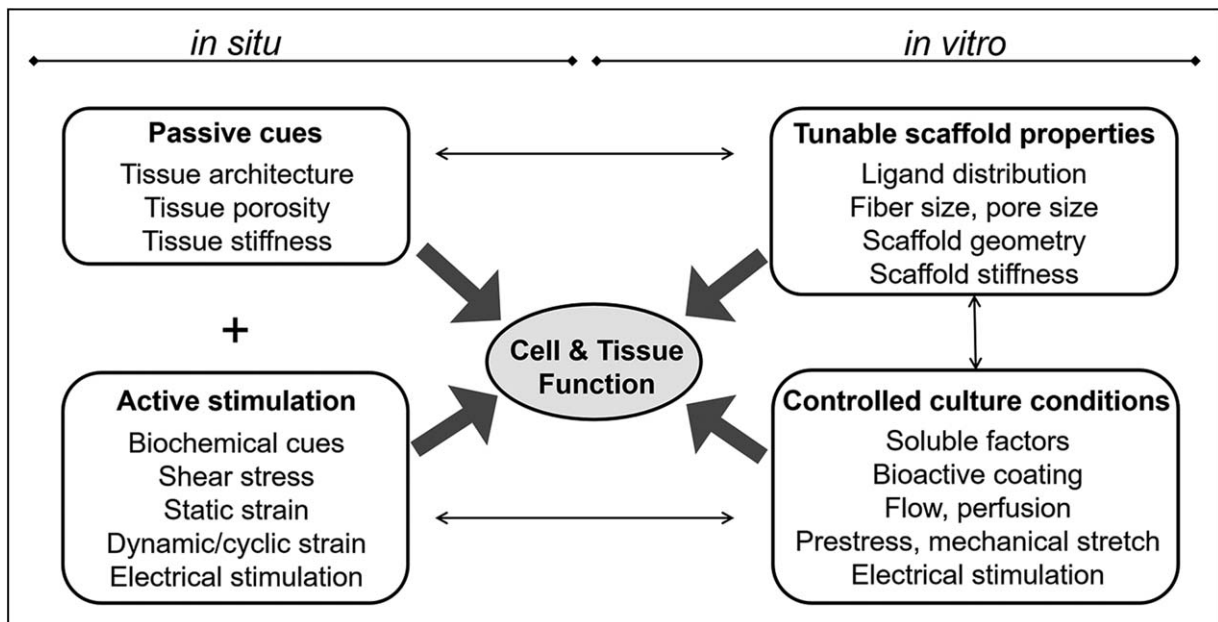 in situ
in vitro
Passive cues
Tissue architecture
Tissue porosity
Tissue stiffness
Tunable scaffold properties
Ligand distribution
Fiber size, pore size
Scaffold geometry
Scaffold stiffness
+
Cell & Tissue
Function
Active stimulation
Biochemical cues
Shear stress
Static strain
Dynamic/cyclic strain
Electrical stimulation
Controlled culture conditions
Soluble factors
Bioactive coating
Flow, perfusion
Prestress, mechanical stretch
Electrical stimulation